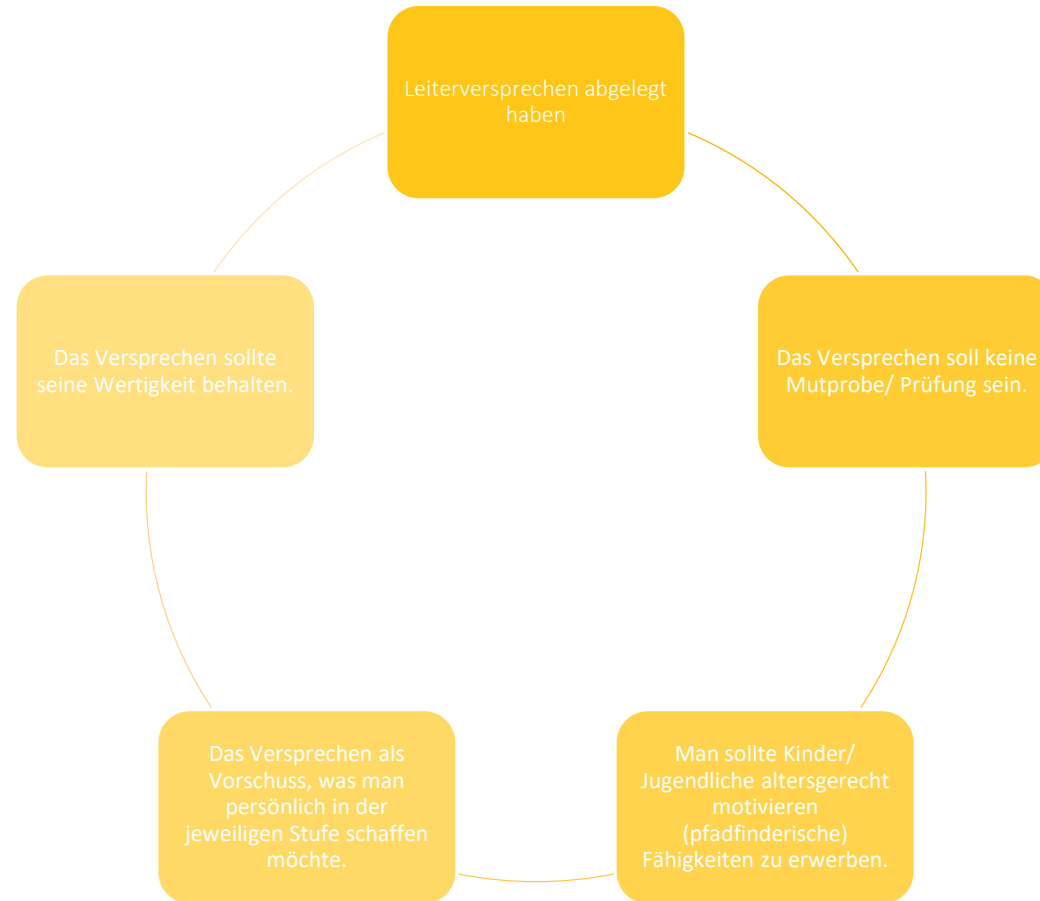 Leiterversprechen abgelegt
haben
Das Versprechen soll keine
Mutprobe/ Prüfung sein.
Man sollte Kinder/
Jugendliche altersgerecht
motivieren
(pfadfinderische)
Fähigkeiten zu erwerben.
Das Versprechen als
Vorschuss, was man
persönlich in der
jeweiligen Stufe schaffen
möchte.
Das Versprechen sollte
seine Wertigkeit behalten.